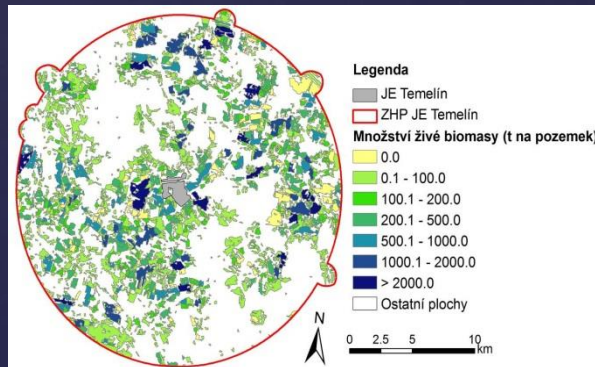 Legenda
JE Temelín
ZHP JE Temelín
Množství živé biomasy (t na pozemek)
0.0
0.1 - 100.0
100.1 - 200.0
200.1 - 500.0
500.1 - 1000.0
1000.1 - 2000.0
> 2000.0
Ostatní plochy
N
0 2.5 5 10
km